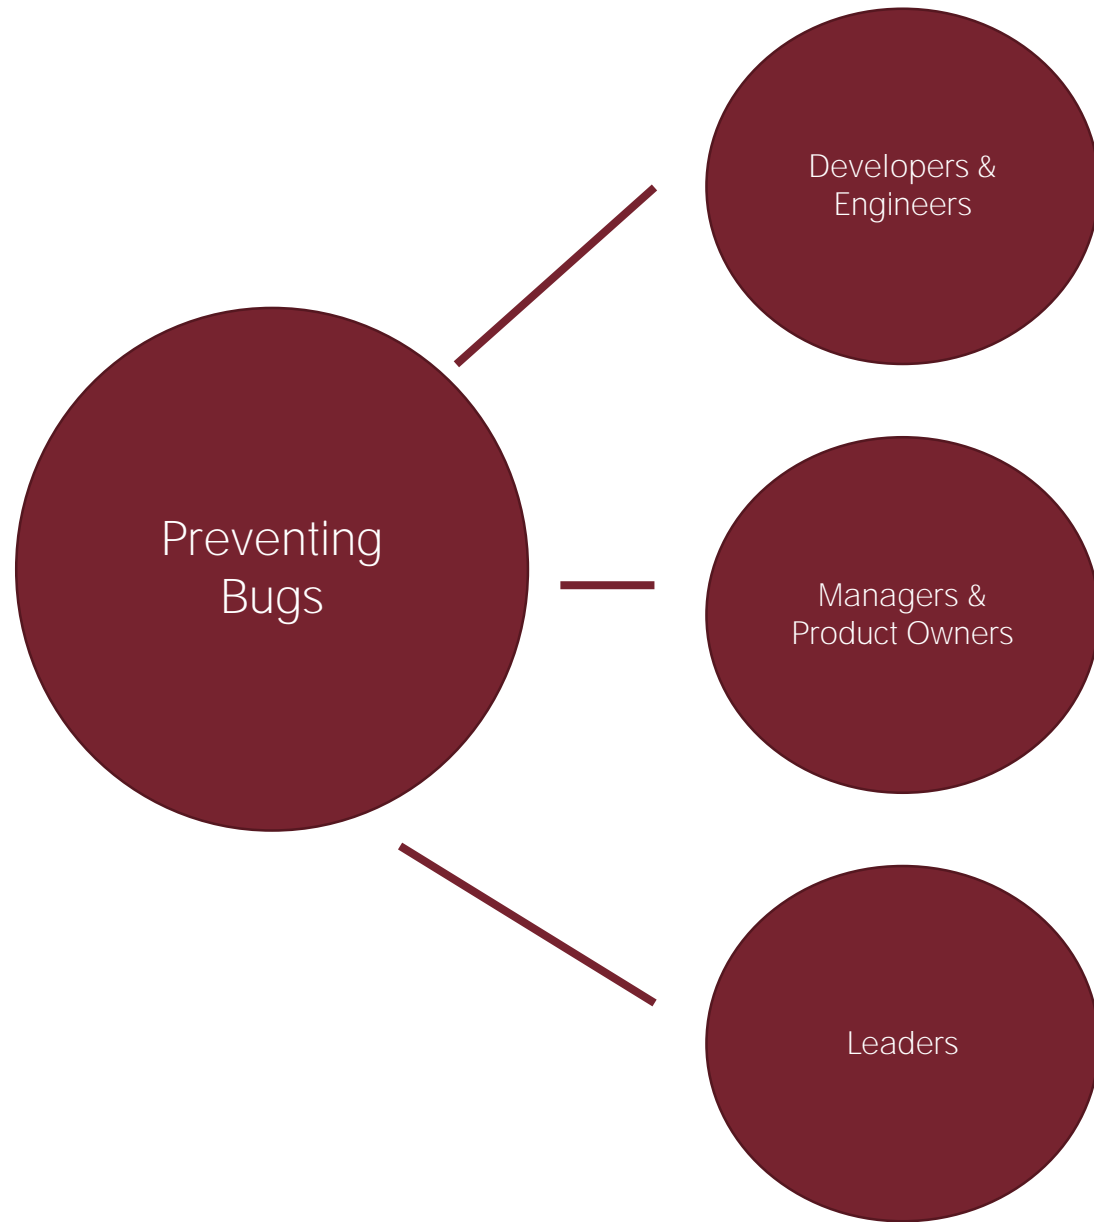 Developers &
Engineers
Preventing
Bugs
Managers &
Product Owners
Leaders